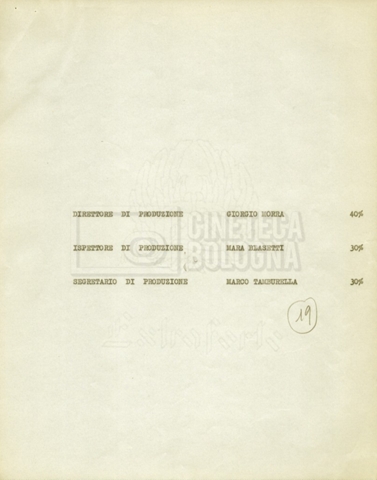 DIRETTORE DI PRODUZIONE GIORGIO MORRA 40%
CINETECA
ISPETTORE DI PRODUZIONE MARA BLASETTI 30%
BOLOGNA
SEGRETARIO DI PRODUZIONE MARCO TAMBURELLA 30%
19